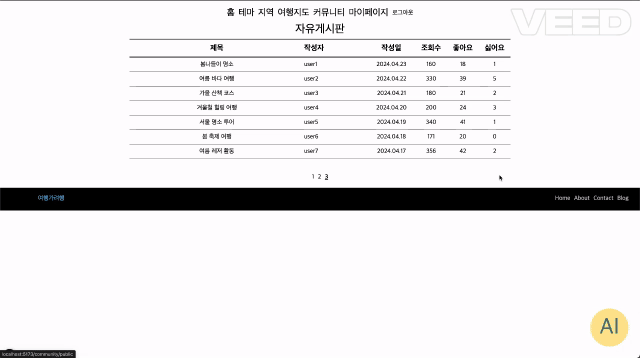 VEED
홈 테마 지역 여행지도 커뮤니티 마이페이지 로그아웃
자유게시판
제목 작성자 작성일 조회수 좋아요 싫어요
봄나들이 명소 user1 2024.04.23 160 18 1
여름 바다 여행 user2 2024.04.22 330 39 5
가을 산책 코스 user3 2024.04.21 180 21 2
겨울철 힐링 여행 user4 2024.04.20 200 24 3
서울 명소 투어 user5 2024.04.19 340 41 1
봄 축제 여행 user6 2024.04.18 171 20 0
여름 레저 활동 user7 2024.04.17 356 42 2
1 2 3
여행가리행 Home About Contact Blog
AI
localhost:5173/community/public